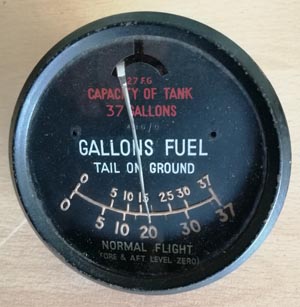 27 F.G
CAPACITY OF TANK
37 GALLONS
GALLONS FUEL
TAIL ON GROUND
0 5 10 15 25 30 37
0 5 10 20 30 37
NORMAL FLIGHT
(FORE & AFT LEVEL ZERO)